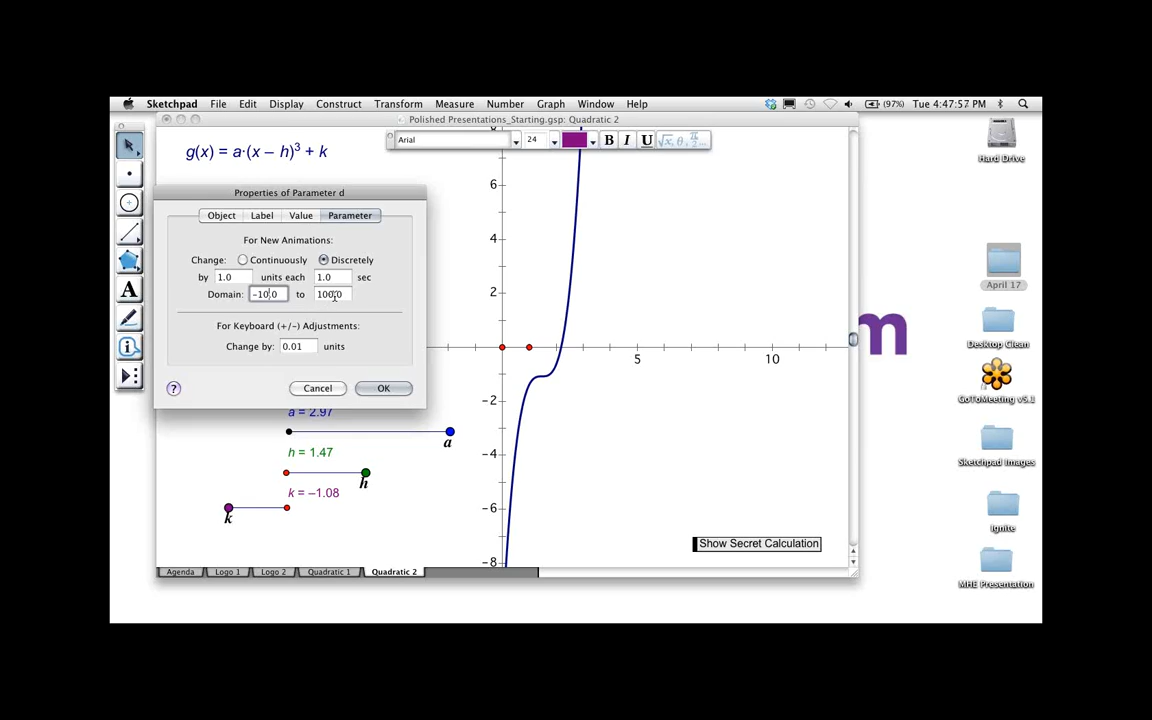 Sketchpad File Edit Display Construct Transform Measure Number Graph Window Help (97%) Tue 4:47:57 PM
Polished Presentations_Starting.gsp: Quadratic 2
Arial 24 B I U
g(x) = a·(x – h)³ + k
Properties of Parameter d
Object Label Value Parameter
For New Animations:
Change: Continuously Discretely
by 1.0 units each 1.0 sec
Domain: –10.0 to
For Keyboard (+/–) Adjustments:
Change by: 0.01 units
? Cancel OK
a = 2.97
a
h = 1.47
h
k = –1.08
k
8
6
4
2
5
10
–2
–4
–6
–8
Show Secret Calculation
Agenda Logo 1 Logo 2 Quadratic 1 Quadratic 2
A
m
Hard Drive
April 17
Desktop Clean
GoToMeeting v5.1
Sketchpad Images
Ignite
MHE Presentation